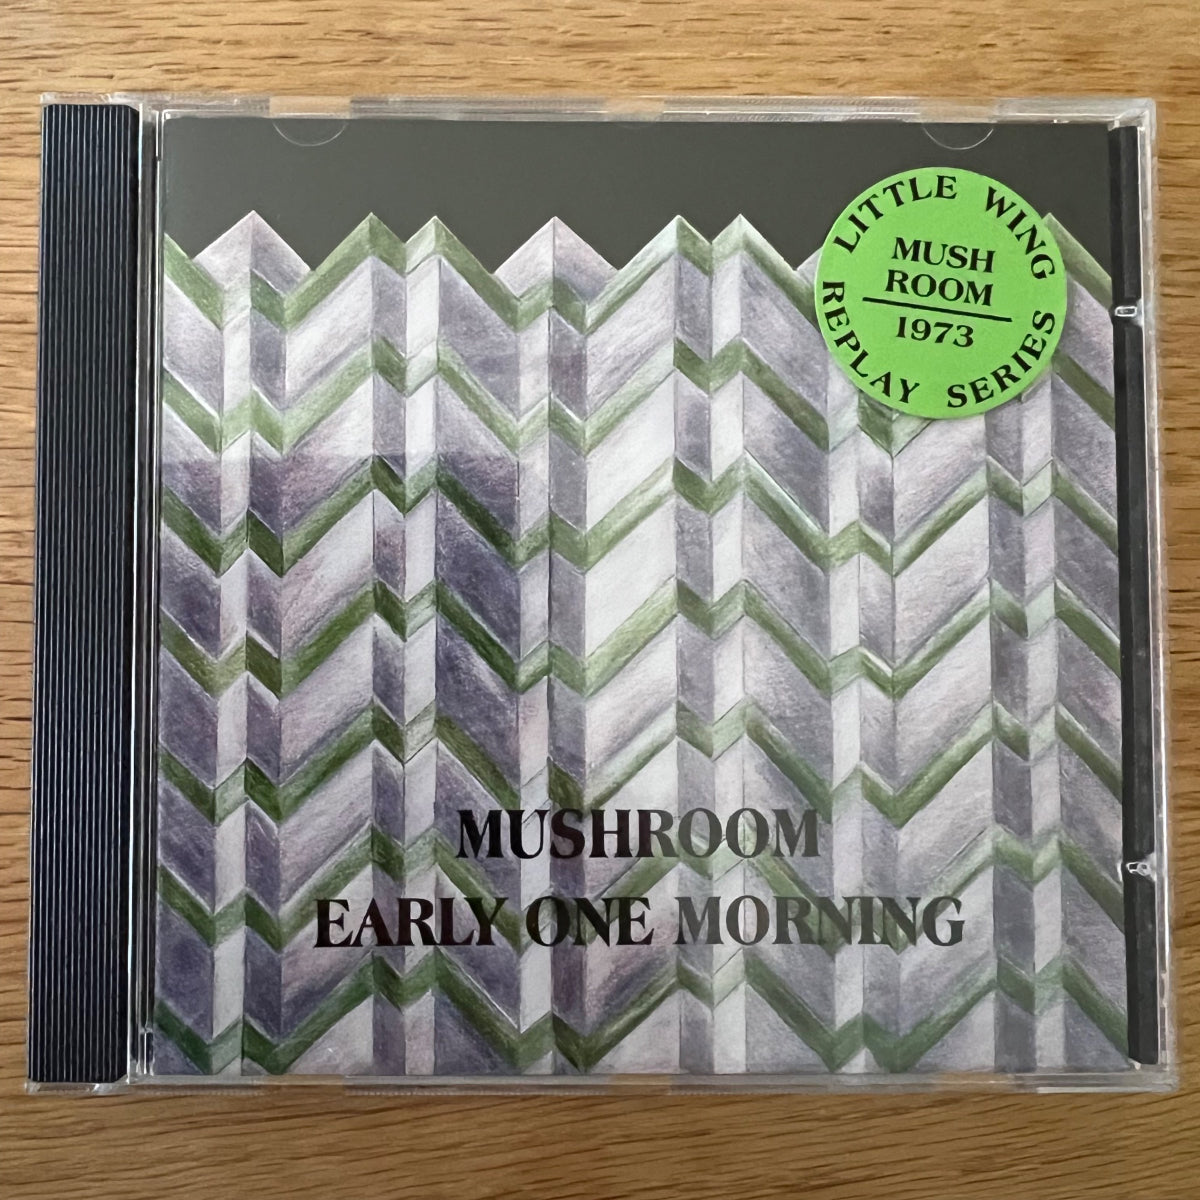 LITTLE WING
MUSH
ROOM
1973
REPLAY SERIES
MUSHROOM
EARLY ONE MORNING